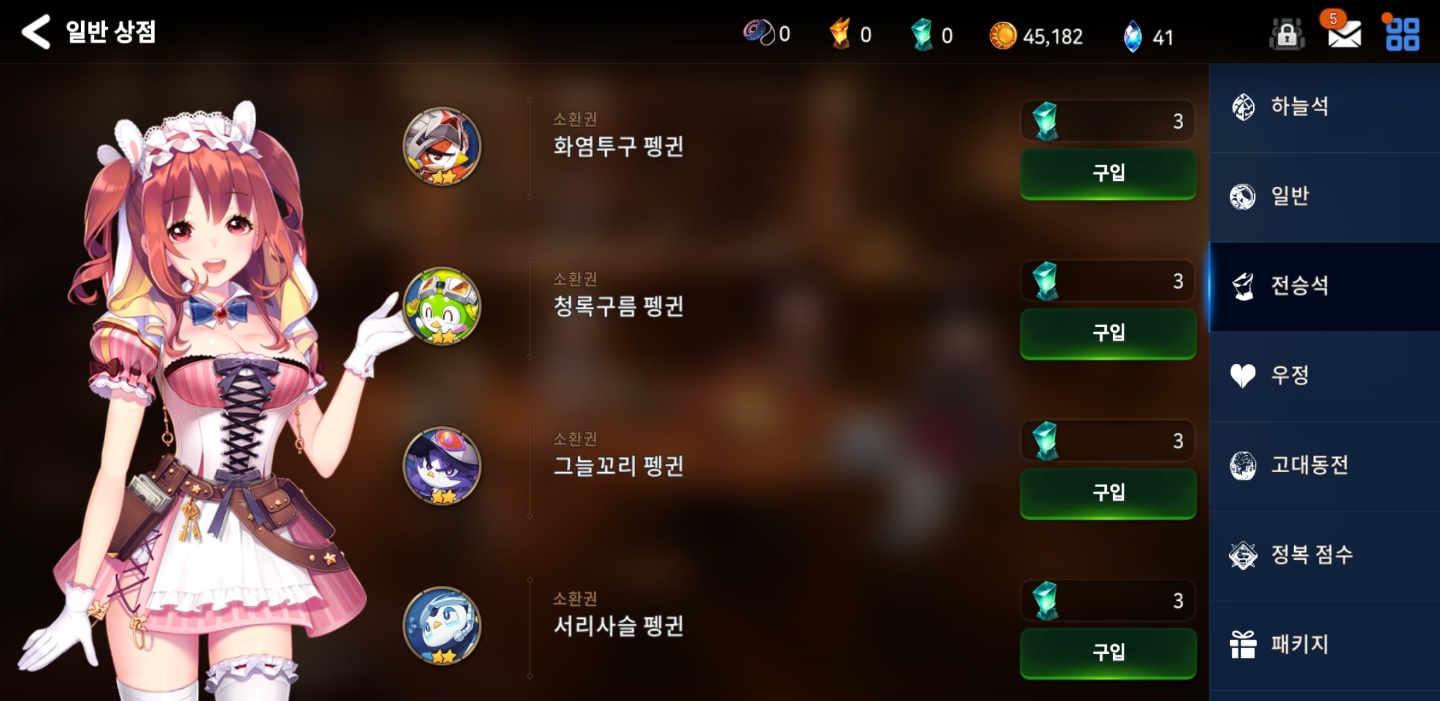 일반 상점
0
0
0
45,182
41
5
소환권
화염투구 펭귄
3
구입
소환권
청록구름 펭귄
3
구입
소환권
그늘꼬리 펭귄
3
구입
소환권
서리사슬 펭귄
3
구입
하늘석
일반
전승석
우정
고대동전
정복 점수
패키지